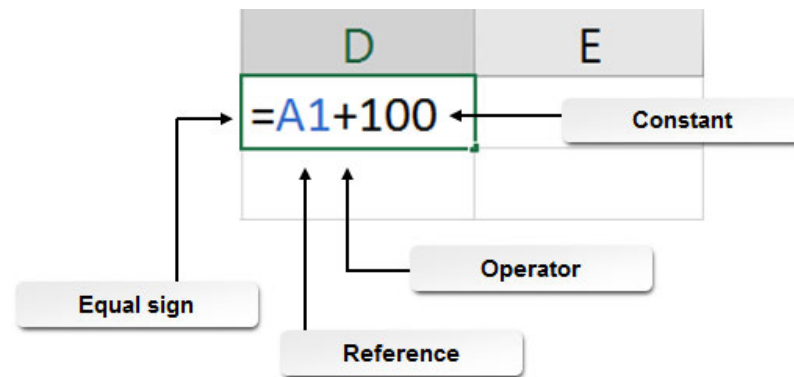 D E
=A1+100
Constant
Operator
Equal sign
Reference